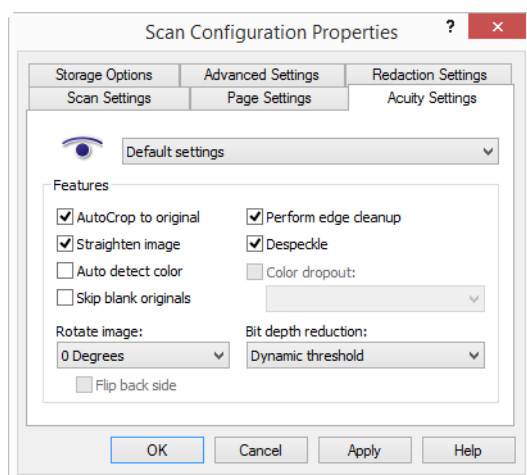 Scan Configuration Properties ? ×
Storage Options Advanced Settings Redaction Settings
Scan Settings Page Settings Acuity Settings
Default settings
Features
AutoCrop to original Perform edge cleanup
Straighten image Despeckle
Auto detect color Color dropout:
Skip blank originals
Rotate image: Bit depth reduction:
0 Degrees Dynamic threshold
Flip back side
OK Cancel Apply Help